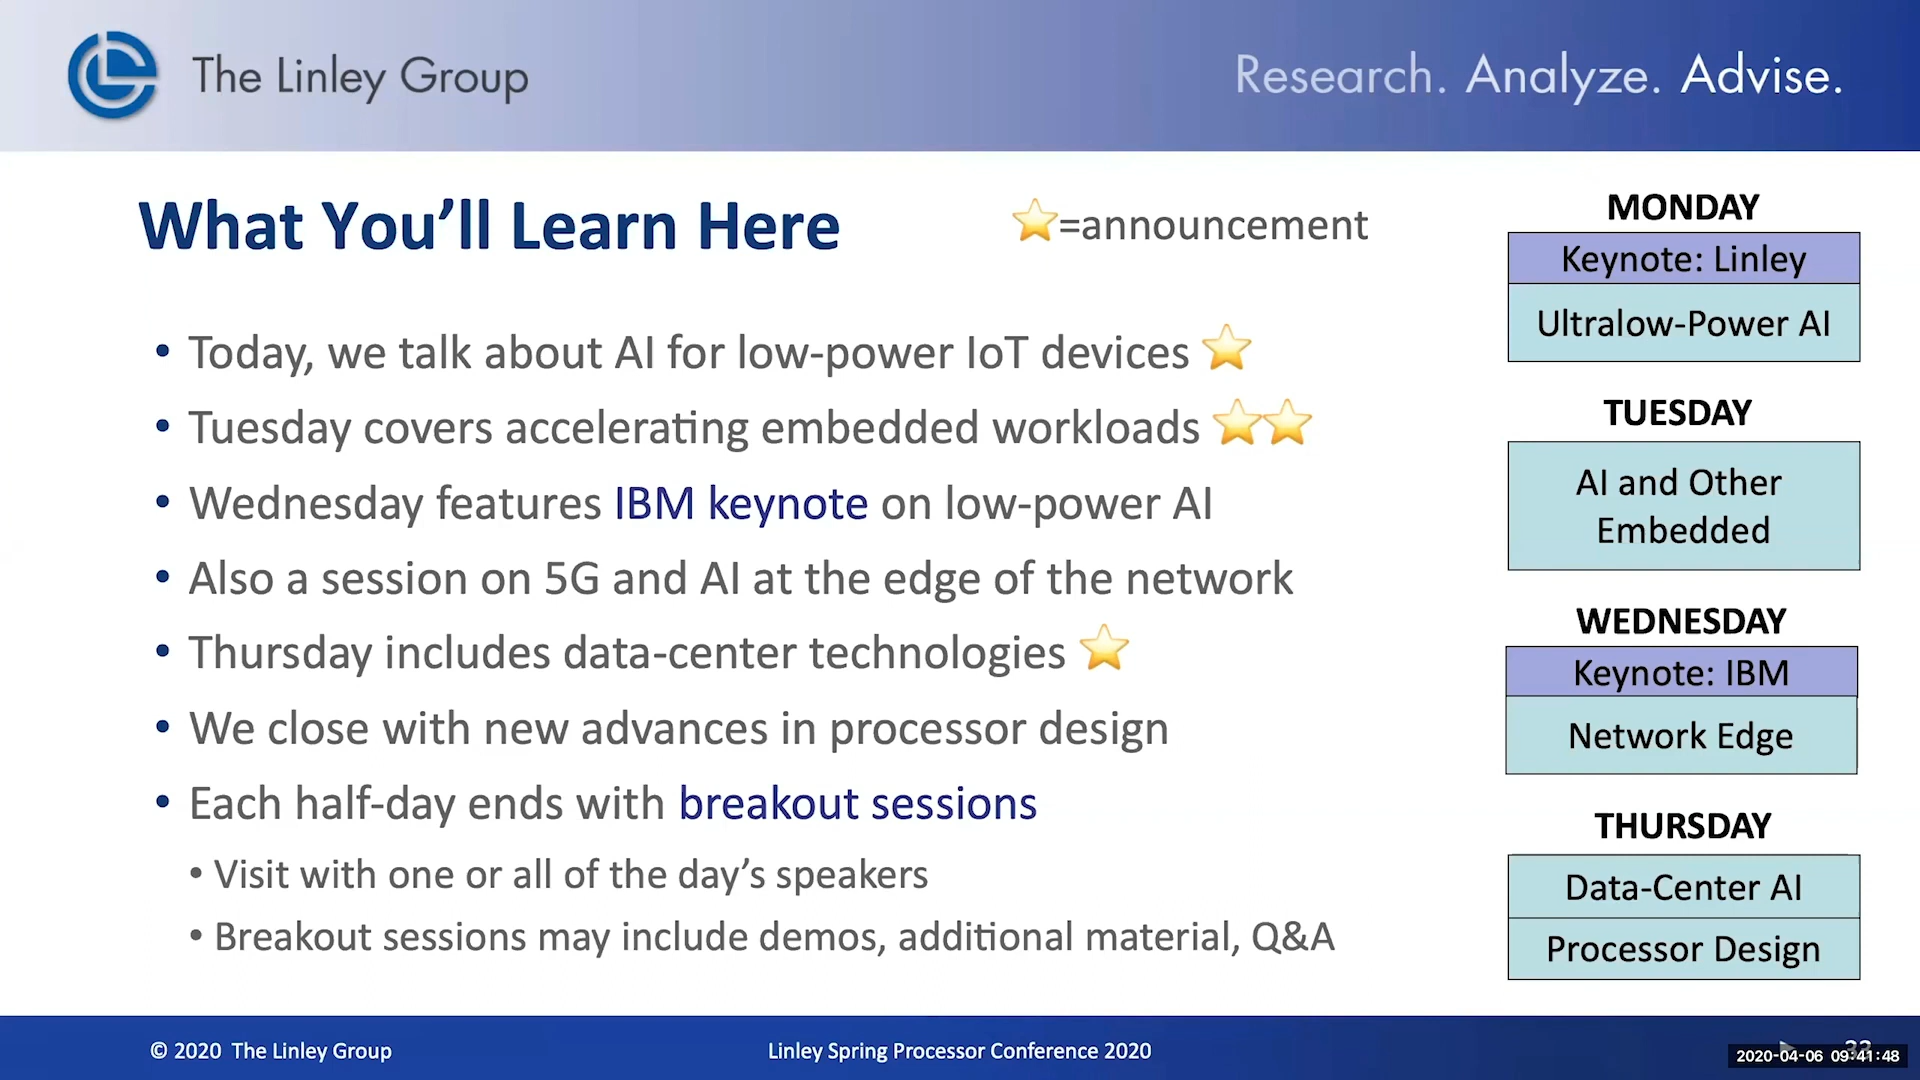 The Linley Group
Research. Analyze. Advise.
What You’ll Learn Here
=announcement
• Today, we talk about AI for low-power IoT devices
• Tuesday covers accelerating embedded workloads
• Wednesday features IBM keynote on low-power AI
• Also a session on 5G and AI at the edge of the network
• Thursday includes data-center technologies
• We close with new advances in processor design
• Each half-day ends with breakout sessions
• Visit with one or all of the day’s speakers
• Breakout sessions may include demos, additional material, Q&A
MONDAY
Keynote: Linley
Ultralow-Power AI
TUESDAY
AI and Other
Embedded
WEDNESDAY
Keynote: IBM
Network Edge
THURSDAY
Data-Center AI
Processor Design
© 2020 The Linley Group
Linley Spring Processor Conference 2020
2020-04-06 09:41:48